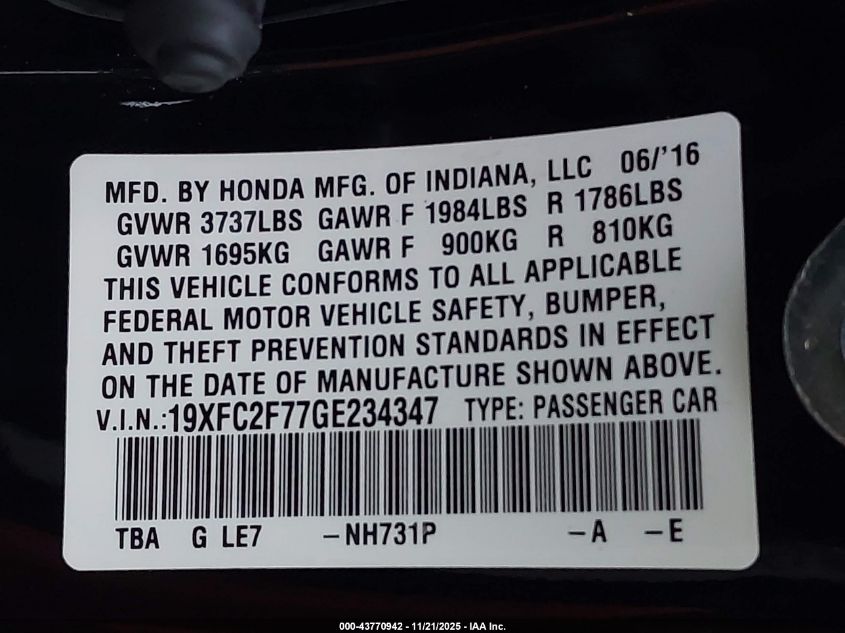 MFD. BY HONDA MFG. OF INDIANA, LLC 06/'16
GVWR 3737LBS GAWR F 1984LBS R 1786LBS
GVWR 1695KG GAWR F 900KG R 810KG
THIS VEHICLE CONFORMS TO ALL APPLICABLE
FEDERAL MOTOR VEHICLE SAFETY, BUMPER,
AND THEFT PREVENTION STANDARDS IN EFFECT
ON THE DATE OF MANUFACTURE SHOWN ABOVE.
V.I.N.:19XFC2F77GE234347 TYPE: PASSENGER CAR
TBA G LE7 –NH731P –A –E
000-43770942 - 11/21/2025 - IAA Inc.